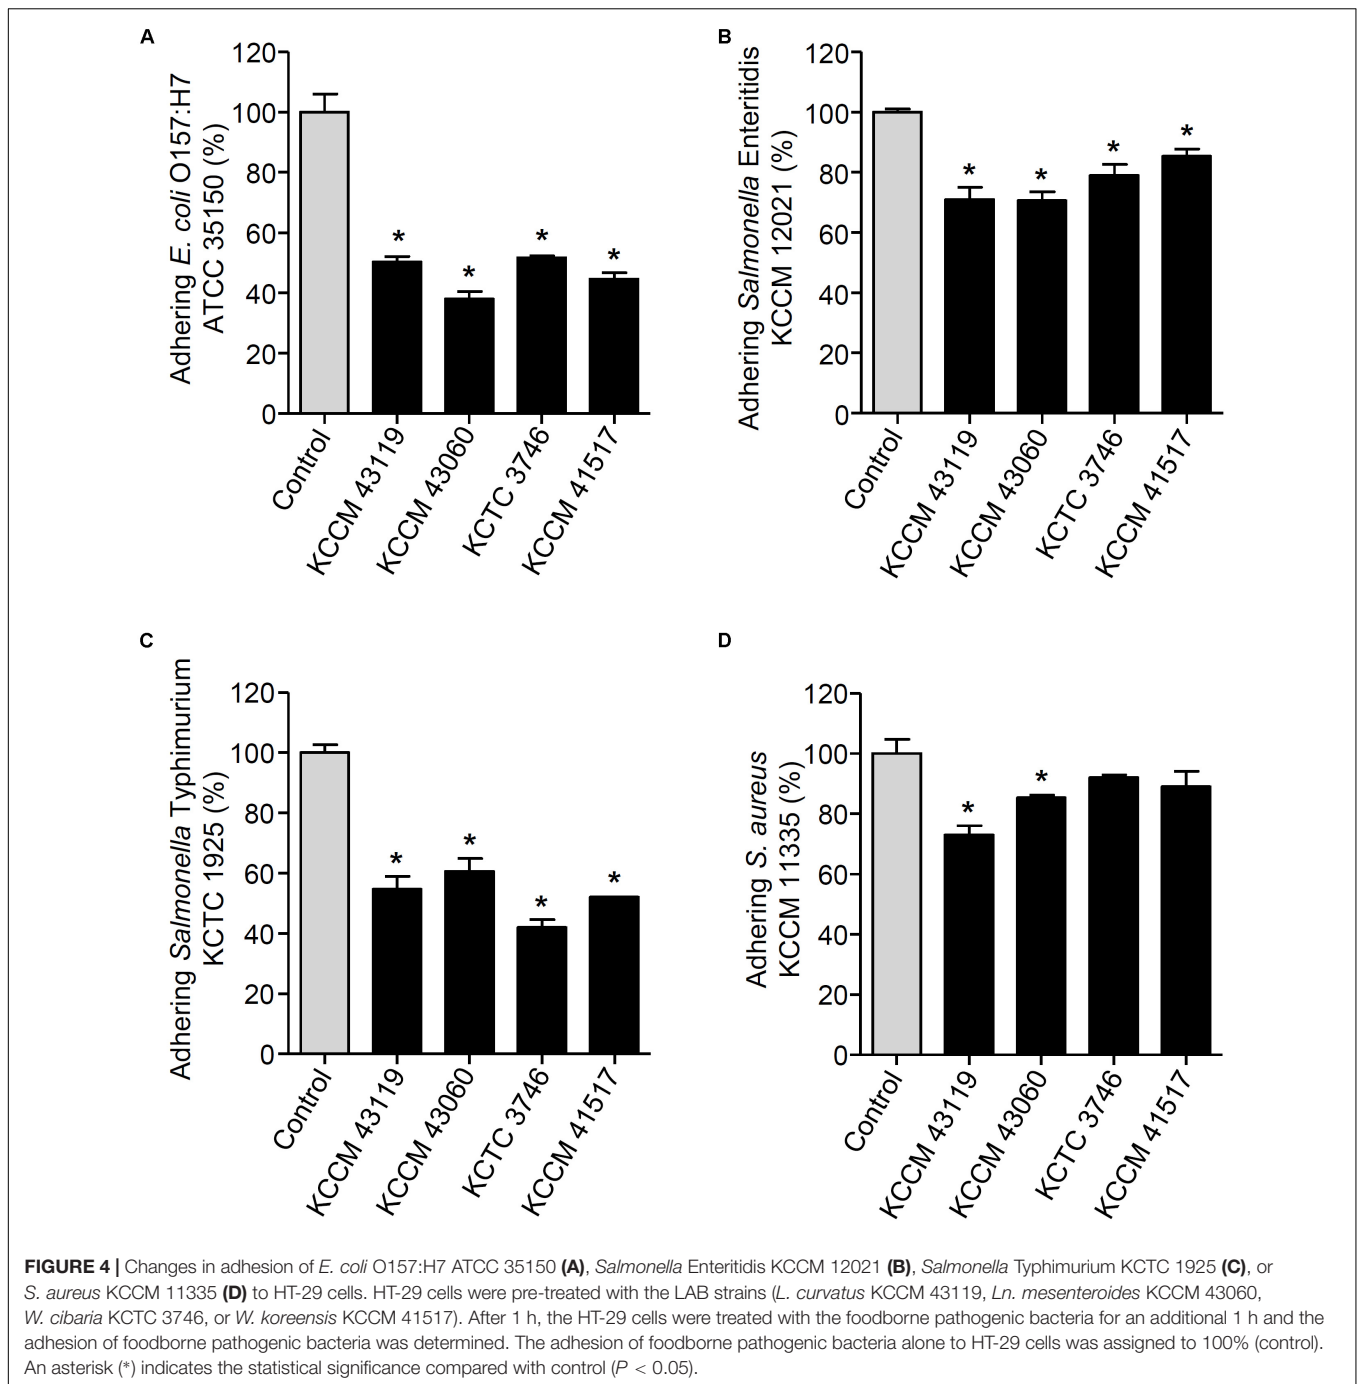 A
Adhering E. coli O157:H7
ATCC 35150 (%)
120
100
80
60
40
20
0
*
*
*
*
Control
KCCM 43119
KCCM 43060
KCTC 3746
KCCM 41517
B
Adhering Salmonella Enteritidis
KCCM 12021 (%)
120
100
80
60
40
20
0
*
*
*
*
Control
KCCM 43119
KCCM 43060
KCTC 3746
KCCM 41517
C
Adhering Salmonella Typhimurium
KCTC 1925 (%)
120
100
80
60
40
20
0
*
*
*
*
Control
KCCM 43119
KCCM 43060
KCTC 3746
KCCM 41517
D
Adhering S. aureus
KCCM 11335 (%)
120
100
80
60
40
20
0
*
*
Control
KCCM 43119
KCCM 43060
KCTC 3746
KCCM 41517
FIGURE 4 | Changes in adhesion of E. coli O157:H7 ATCC 35150 (A), Salmonella Enteritidis KCCM 12021 (B), Salmonella Typhimurium KCTC 1925 (C), or
S. aureus KCCM 11335 (D) to HT-29 cells. HT-29 cells were pre-treated with the LAB strains (L. curvatus KCCM 43119, Ln. mesenteroides KCCM 43060,
W. cibaria KCTC 3746, or W. koreensis KCCM 41517). After 1 h, the HT-29 cells were treated with the foodborne pathogenic bacteria for an additional 1 h and the
adhesion of foodborne pathogenic bacteria was determined. The adhesion of foodborne pathogenic bacteria alone to HT-29 cells was assigned to 100% (control).
An asterisk (*) indicates the statistical significance compared with control (P < 0.05).